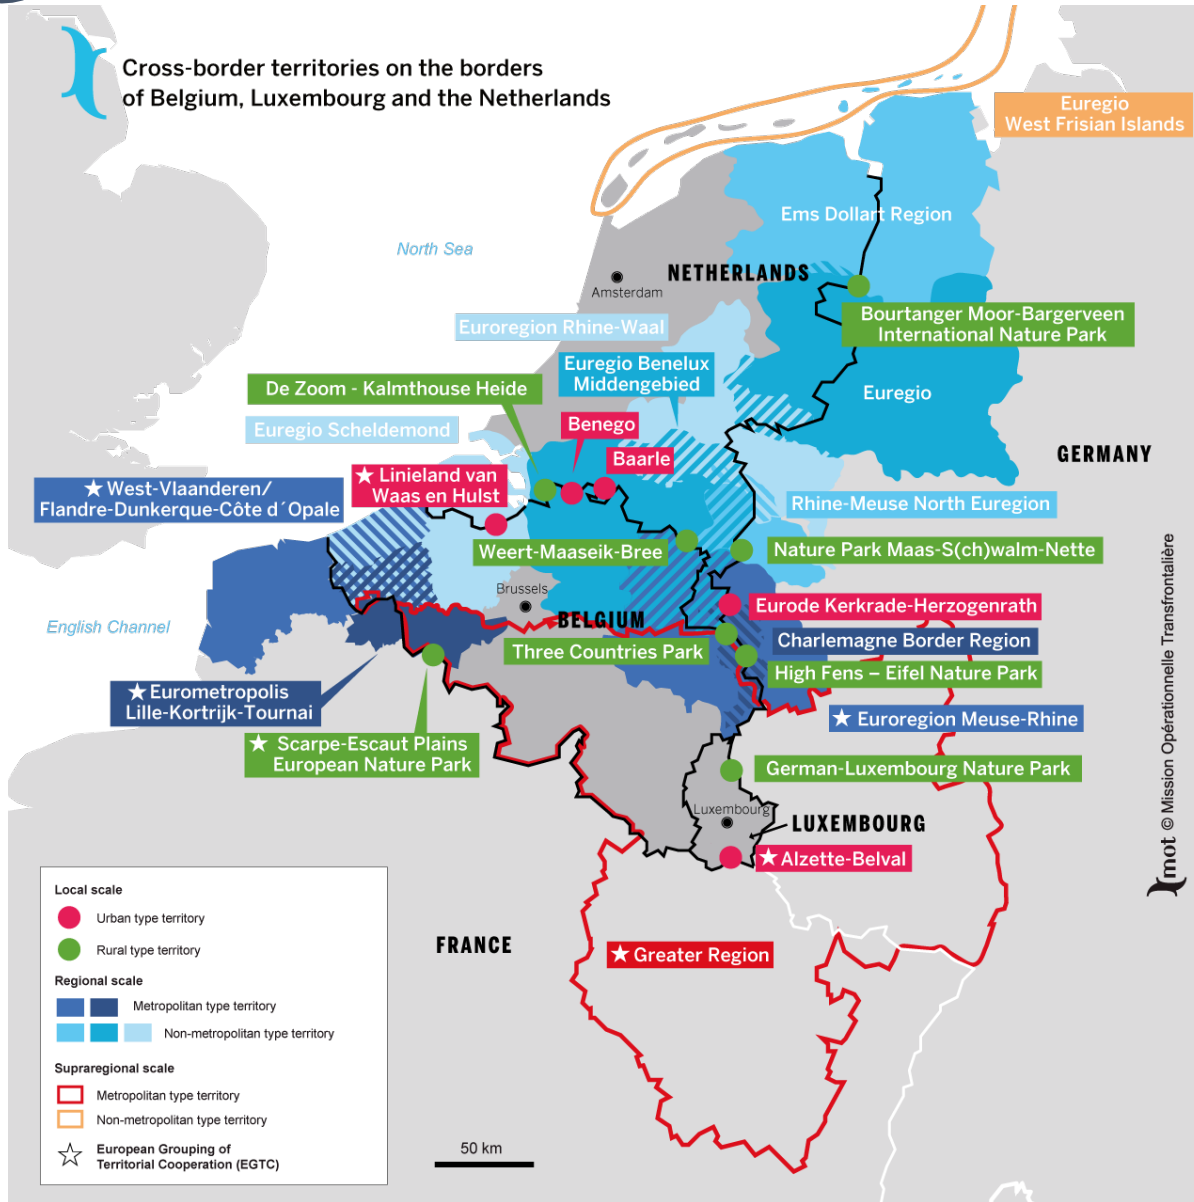 Cross-border territories on the borders
of Belgium, Luxembourg and the Netherlands
Euregio
West Frisian Islands
Ems Dollart Region
North Sea
NETHERLANDS
Amsterdam
Bourtanger Moor-Bargerveen
International Nature Park
Euroregion Rhine-Waal
Euregio Benelux
Middengebied
De Zoom - Kalmthouse Heide
Euregio
Benego
Euregio Scheldemond
Baarle
GERMANY
Linieland van
Waas en Hulst
West-Vlaanderen/
Flandre-Dunkerque-Côte d´Opale
Rhine-Meuse North Euregion
Weert-Maaseik-Bree
Nature Park Maas-S(ch)walm-Nette
Brussels
Eurode Kerkrade-Herzogenrath
BELGIUM
English Channel
Charlemagne Border Region
Three Countries Park
High Fens – Eifel Nature Park
Eurometropolis
Lille-Kortrijk-Tournai
Euroregion Meuse-Rhine
Scarpe-Escaut Plains
European Nature Park
German-Luxembourg Nature Park
Luxembourg
LUXEMBOURG
Alzette-Belval
FRANCE
Greater Region
mot © Mission Opérationnelle Transfrontalière
Local scale
Urban type territory
Rural type territory
Regional scale
Metropolitan type territory
Non-metropolitan type territory
Supraregional scale
Metropolitan type territory
Non-metropolitan type territory
European Grouping of
Territorial Cooperation (EGTC)
50 km